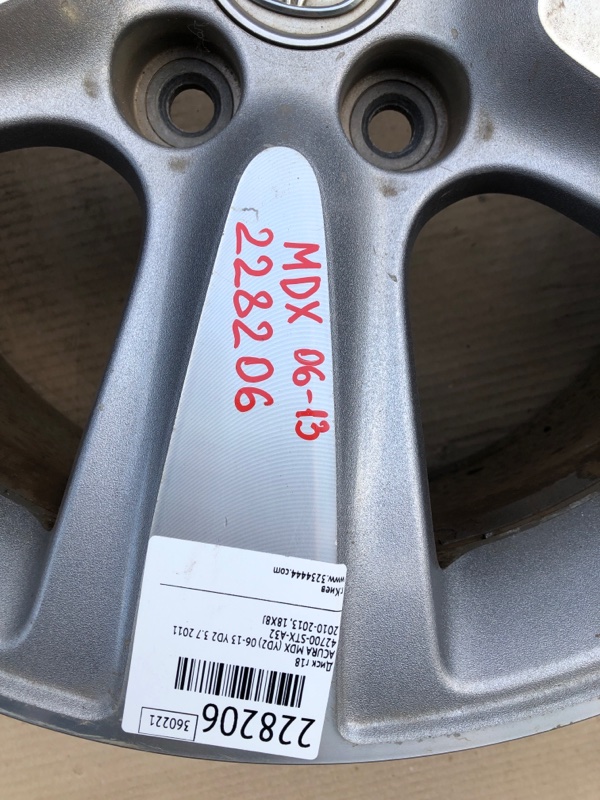 MDX 06-13
228206
228206
360221
Диск r18
ACURA MDX (YD2) 06-13 YD2 3.7 2011
42700-STX-A32
2010-2013, 18X8J
г.Киев
www.3234444.com